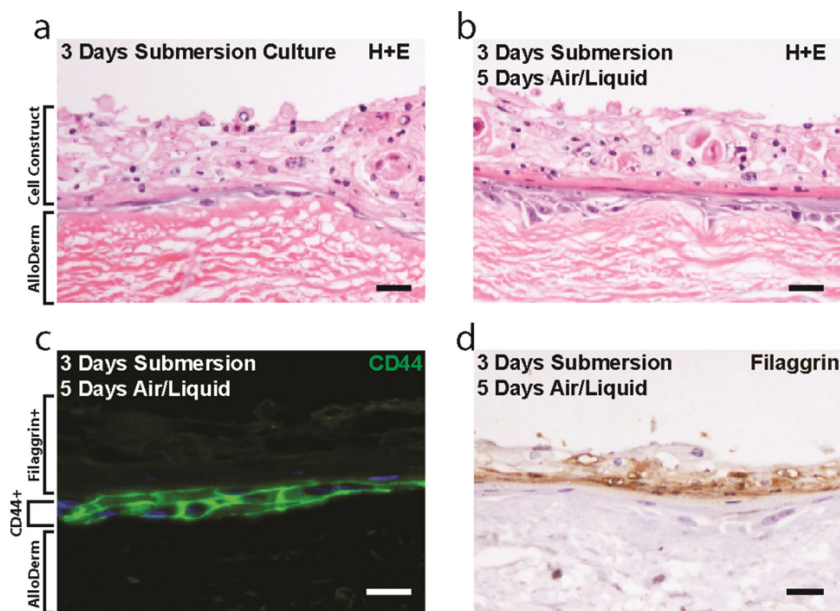 a
3 Days Submersion Culture H+E
Cell Construct
AlloDerm
b
3 Days Submersion H+E
5 Days Air/Liquid
c
3 Days Submersion CD44
5 Days Air/Liquid
Filaggrin+
CD44+
AlloDerm
d
3 Days Submersion Filaggrin
5 Days Air/Liquid